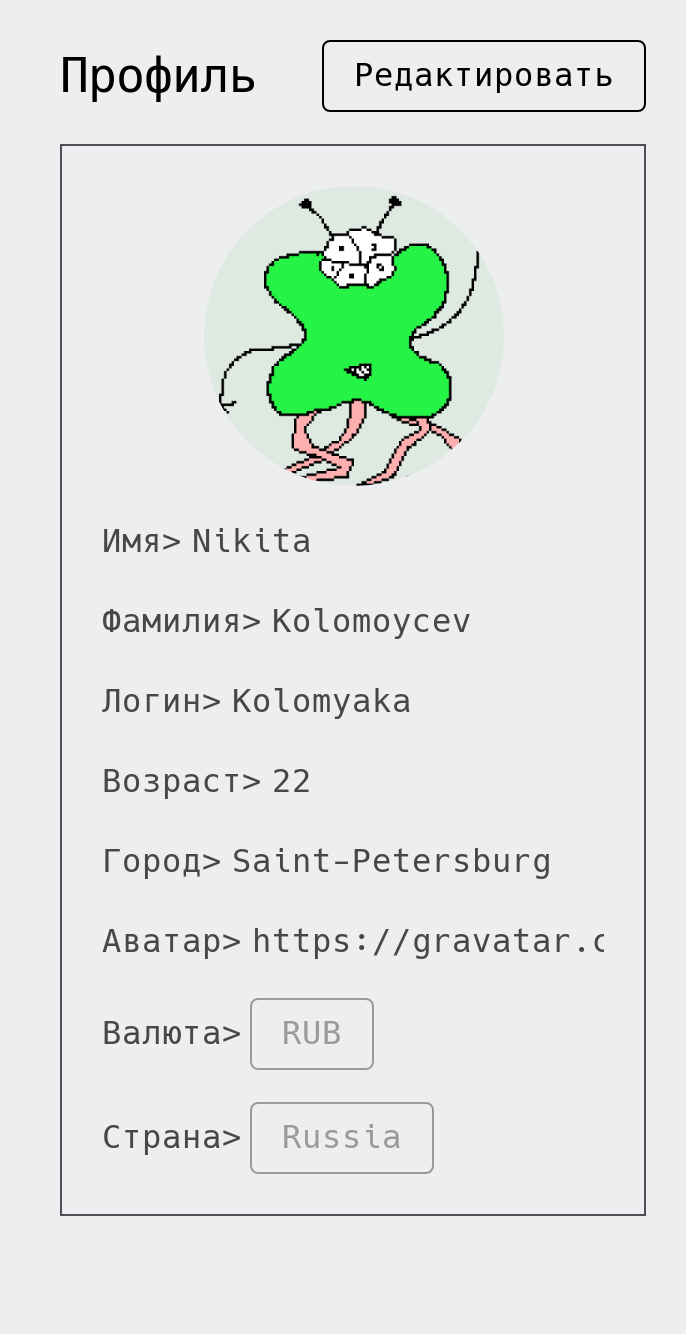 Профиль
Редактировать
Имя> Nikita
Фамилия> Kolomoycev
Логин> Kolomyaka
Возраст> 22
Город> Saint-Petersburg
Аватар> https://gravatar.c
Валюта> RUB
Страна> Russia